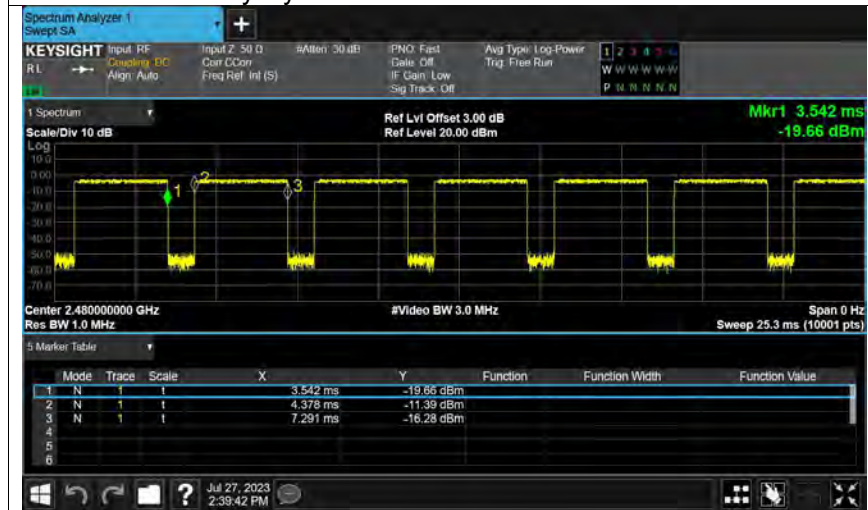 Spectrum Analyzer 1
Swept SA
+
KEYSIGHT Input: RF Input Z: 50 Ω #Atten: 30 dB PNO: Fast Avg Type: Log-Power 1 2 3 4 5 6
RL Coupling: DC Corr CCorr Gate: Off Trig: Free Run W W W W W W
Align: Auto Freq Ref: Int (S) IF Gain: Low P N N N N N
Sig Track: Off
1 Spectrum Ref Lvl Offset 3.00 dB Mkr1 3.542 ms
Scale/Div 10 dB Ref Level 20.00 dBm -19.66 dBm
Log
10.0
0.00
-10.0
-20.0
-30.0
-40.0
-50.0
-60.0
-70.0
1 2 3
Center 2.480000000 GHz #Video BW 3.0 MHz Span 0 Hz
Res BW 1.0 MHz Sweep 25.3 ms (10001 pts)
5 Marker Table
Mode Trace Scale X Y Function Function Width Function Value
1 N 1 t 3.542 ms -19.66 dBm
2 N 1 t 4.378 ms -11.39 dBm
3 N 1 t 7.291 ms -16.28 dBm
4
5
6
? Jul 27, 2023
2:39:42 PM